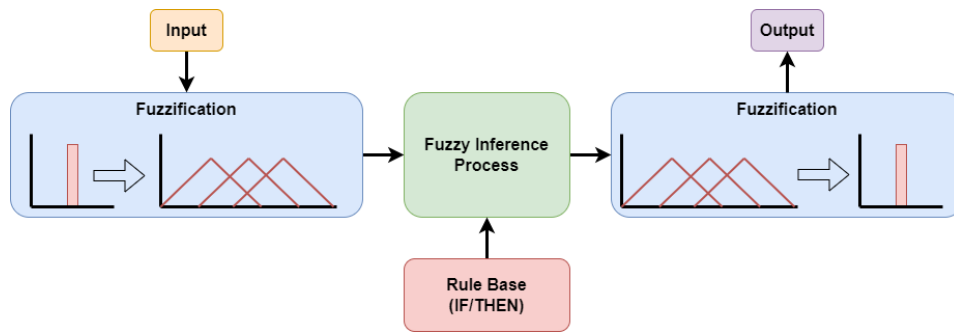 Input
Output
Fuzzification
Fuzzy Inference
Process
Fuzzification
Rule Base
(IF/THEN)